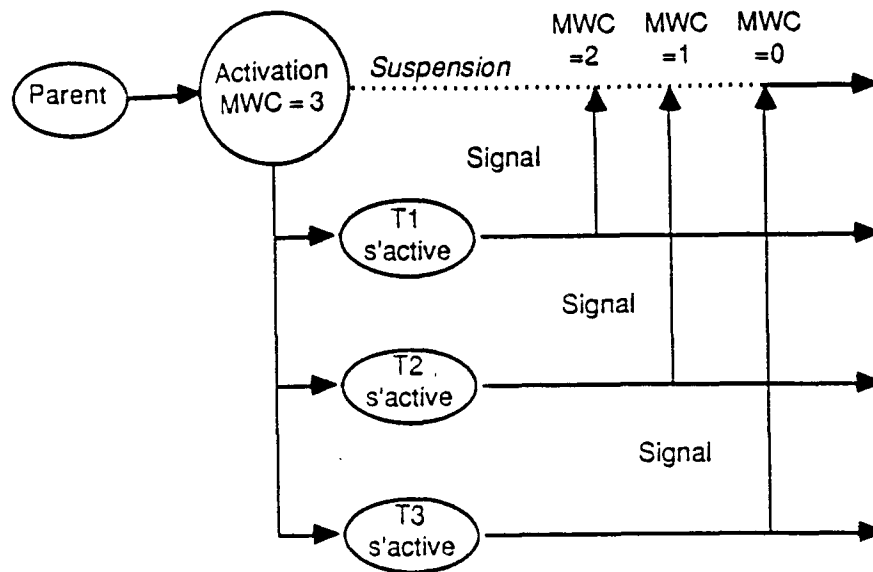 MWC MWC MWC
=2 =1 =0
Parent
Activation
MWC = 3
Suspension
Signal
T1
s'active
Signal
T2
s'active
Signal
T3
s'active